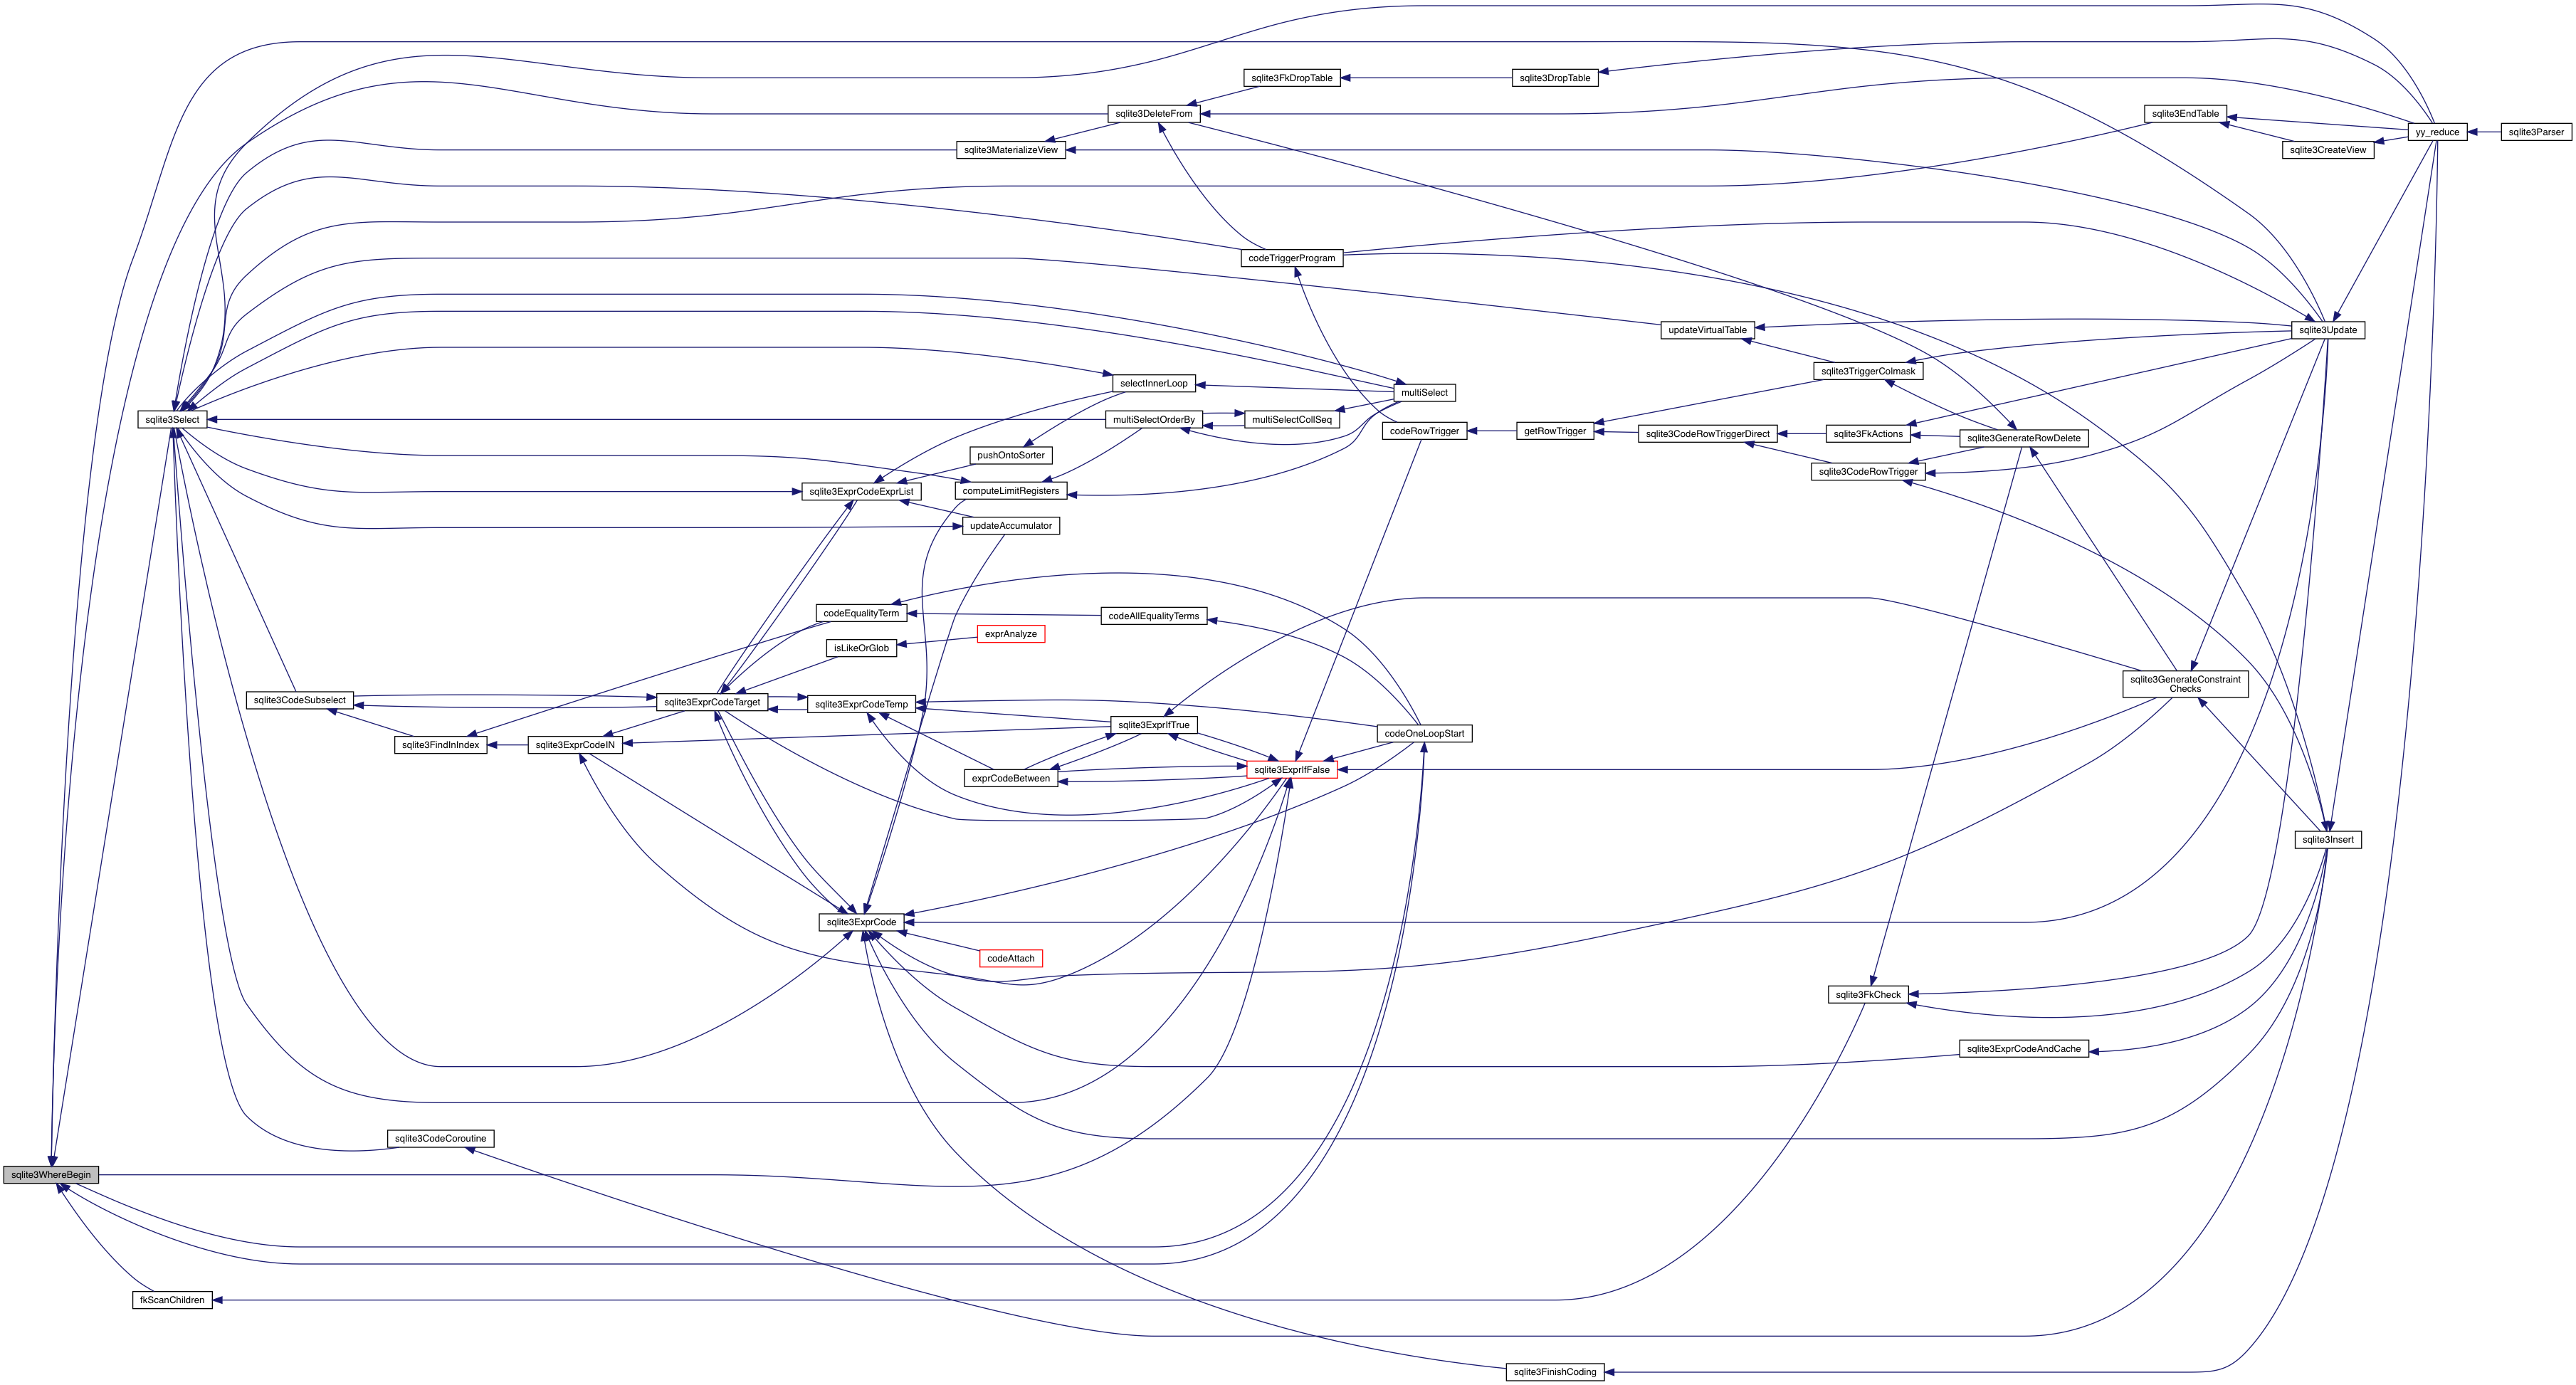 sqlite3FkDropTable
sqlite3DropTable
sqlite3DeleteFrom
sqlite3EndTable
yy_reduce
sqlite3Parser
sqlite3MaterializeView
sqlite3CreateView
codeTriggerProgram
updateVirtualTable
sqlite3Update
sqlite3TriggerColmask
selectInnerLoop
multiSelect
sqlite3Select
multiSelectOrderBy
multiSelectCollSeq
codeRowTrigger
getRowTrigger
sqlite3CodeRowTriggerDirect
sqlite3FkActions
sqlite3GenerateRowDelete
pushOntoSorter
sqlite3CodeRowTrigger
sqlite3ExprCodeExprList
computeLimitRegisters
updateAccumulator
codeEqualityTerm
codeAllEqualityTerms
exprAnalyze
isLikeOrGlob
sqlite3GenerateConstraint
Checks
sqlite3CodeSubselect
sqlite3ExprCodeTarget
sqlite3ExprCodeTemp
sqlite3ExprIfTrue
codeOneLoopStart
sqlite3FindInIndex
sqlite3ExprCodeIN
exprCodeBetween
sqlite3ExprIfFalse
sqlite3Insert
sqlite3ExprCode
codeAttach
sqlite3FkCheck
sqlite3ExprCodeAndCache
sqlite3CodeCoroutine
sqlite3WhereBegin
fkScanChildren
sqlite3FinishCoding